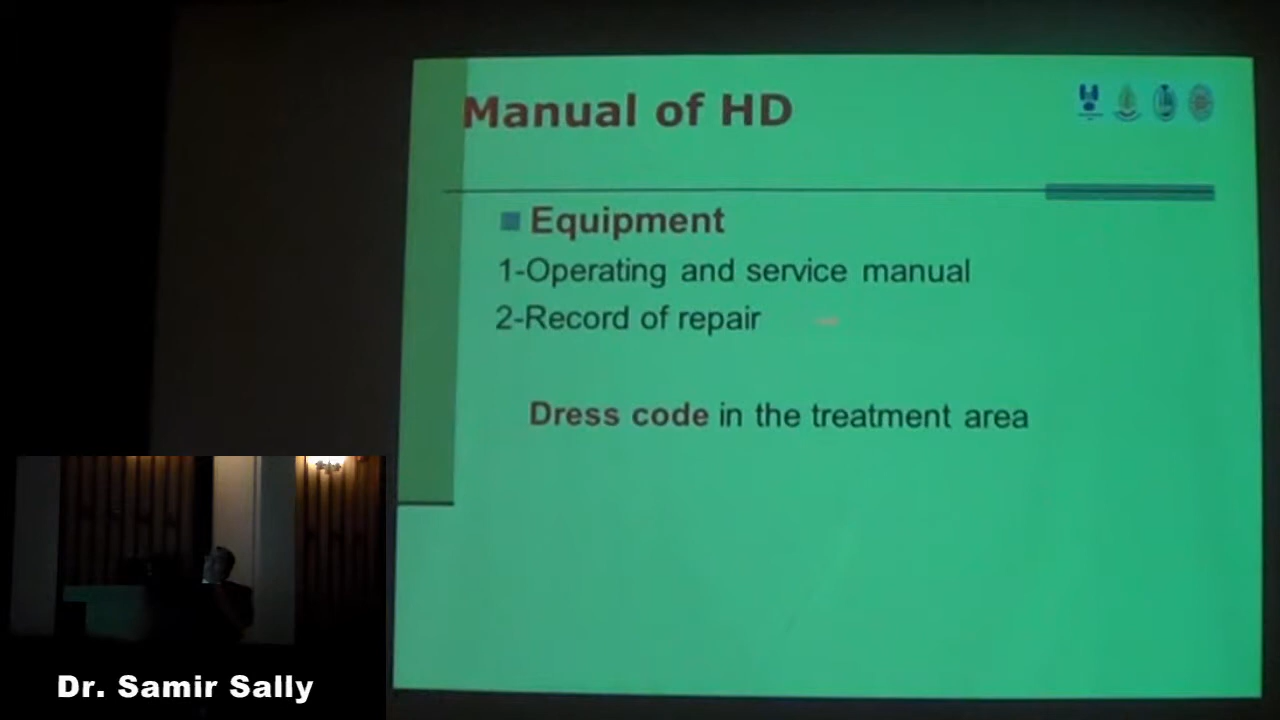 Manual of HD
Equipment
1-Operating and service manual
2-Record of repair
Dress code in the treatment area
Dr. Samir Sally